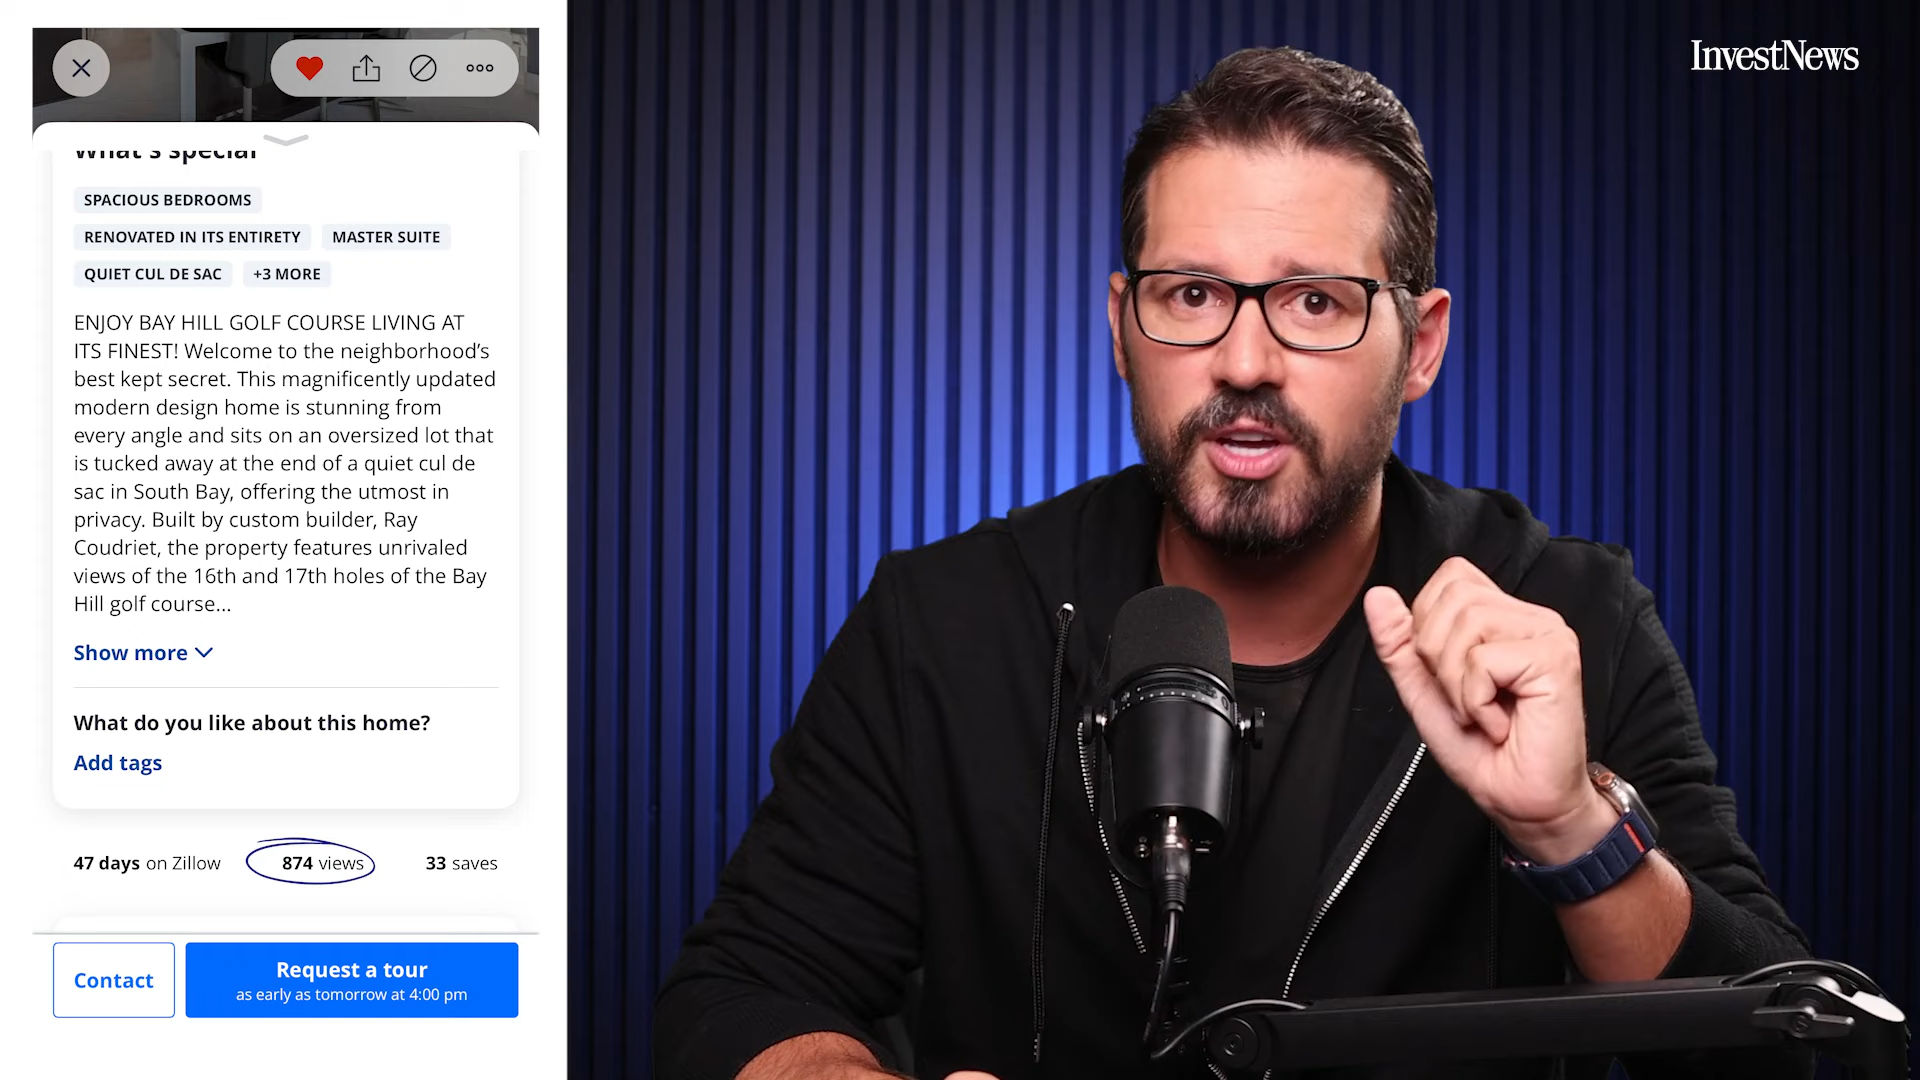 What's special
SPACIOUS BEDROOMS
RENOVATED IN ITS ENTIRETY MASTER SUITE
QUIET CUL DE SAC +3 MORE
ENJOY BAY HILL GOLF COURSE LIVING AT
ITS FINEST! Welcome to the neighborhood’s
best kept secret. This magnificently updated
modern design home is stunning from
every angle and sits on an oversized lot that
is tucked away at the end of a quiet cul de
sac in South Bay, offering the utmost in
privacy. Built by custom builder, Ray
Coudriet, the property features unrivaled
views of the 16th and 17th holes of the Bay
Hill golf course...
Show more
What do you like about this home?
Add tags
47 days on Zillow 874 views 33 saves
Contact
Request a tour
as early as tomorrow at 4:00 pm
InvestNews